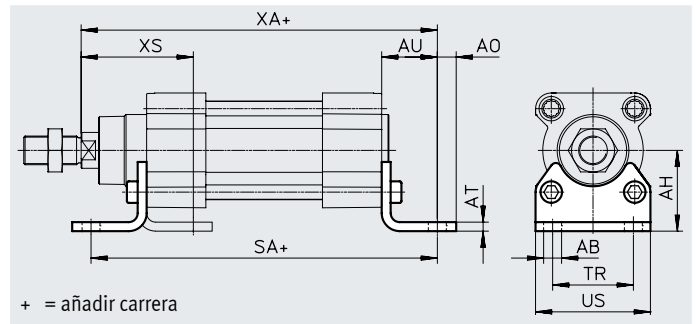 XA+
XS
AU
AO
AH
AT
SA+
AB
TR
US
+ = añadir carrera